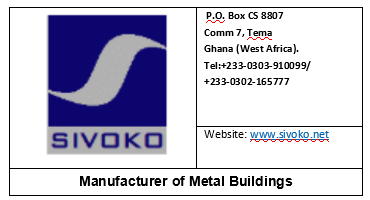 SIVOKO
P.O. Box CS 8807
Comm 7, Tema
Ghana (West Africa).
Tel:+233-0303-910099/
+233-0302-165777
Website: www.sivoko.net
Manufacturer of Metal Buildings